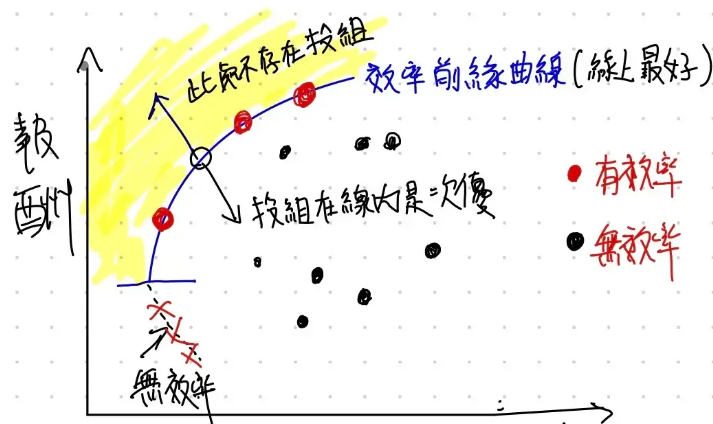 此處不存在投組
效率前緣曲線(線上最好)
報酬
投組在線內是次優
有效率
無效率
無效率